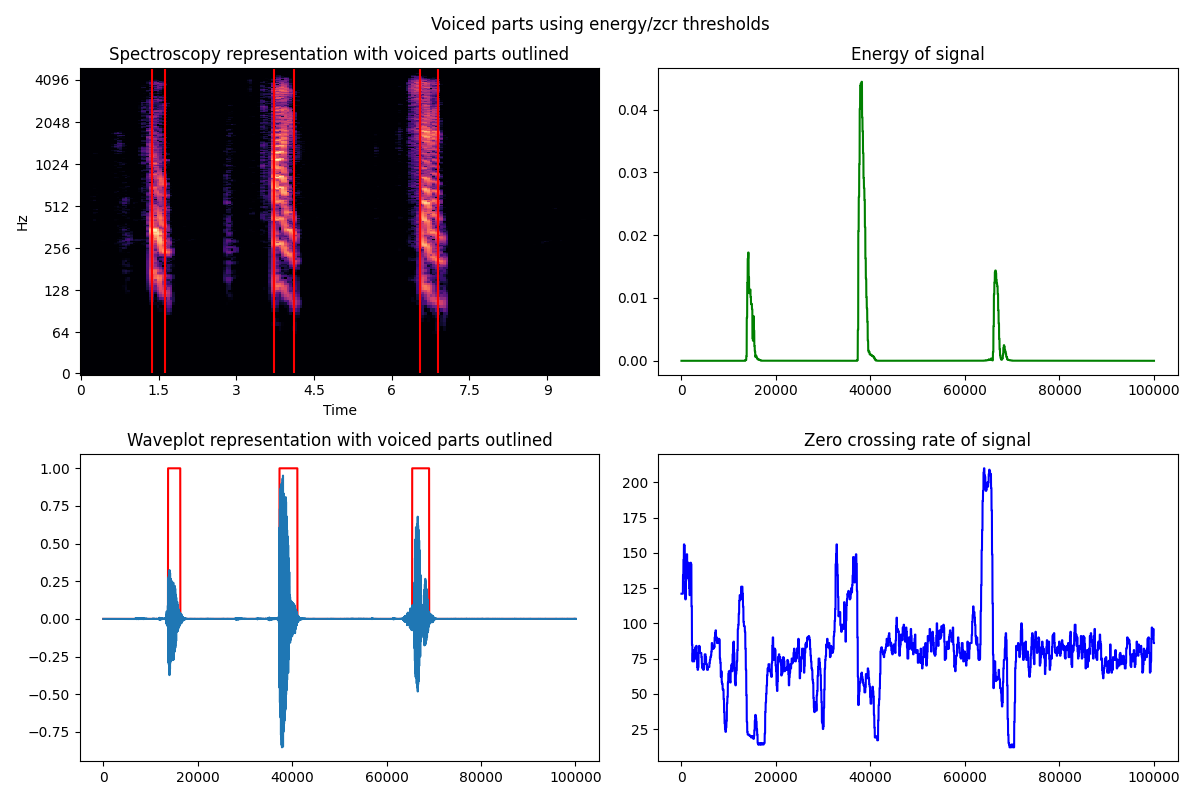 Voiced parts using energy/zcr thresholds
Spectroscopy representation with voiced parts outlined
4096
2048
1024
512
256
128
64
0
Hz
0 1.5 3 4.5 6 7.5 9
Time
Energy of signal
0.04
0.03
0.02
0.01
0.00
0 20000 40000 60000 80000 100000
Waveplot representation with voiced parts outlined
1.00
0.75
0.50
0.25
0.00
−0.25
−0.50
−0.75
0 20000 40000 60000 80000 100000
Zero crossing rate of signal
200
175
150
125
100
75
50
25
0 20000 40000 60000 80000 100000